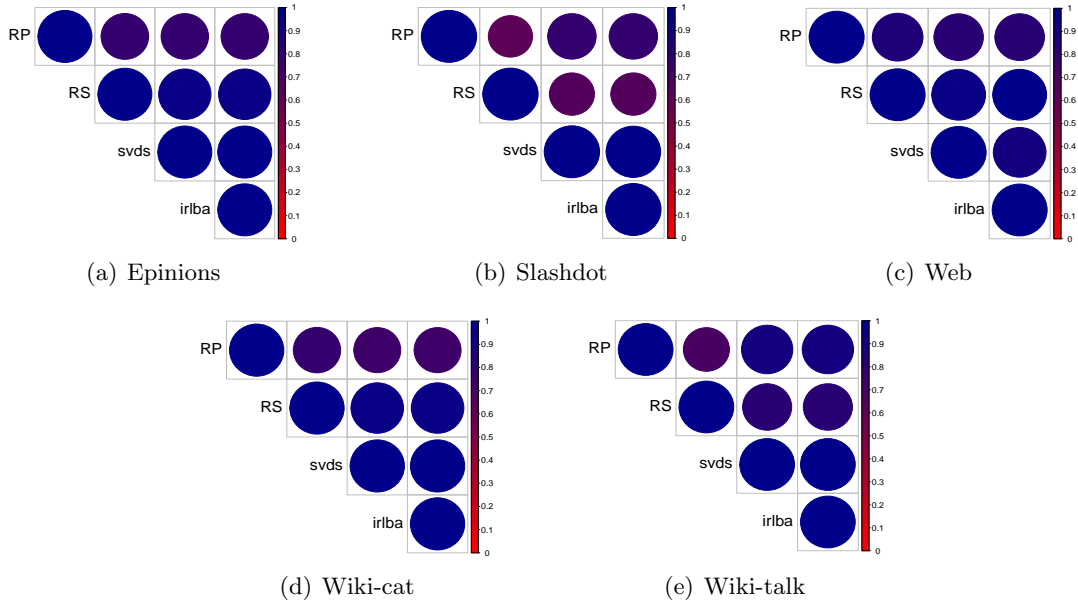 RP
RS
svds
irlba
1
0.9
0.8
0.7
0.6
0.5
0.4
0.3
0.2
0.1
0
(a) Epinions
RP
RS
svds
irlba
1
0.9
0.8
0.7
0.6
0.5
0.4
0.3
0.2
0.1
0
(b) Slashdot
RP
RS
svds
irlba
1
0.9
0.8
0.7
0.6
0.5
0.4
0.3
0.2
0.1
0
(c) Web
RP
RS
svds
irlba
1
0.9
0.8
0.7
0.6
0.5
0.4
0.3
0.2
0.1
0
(d) Wiki-cat
RP
RS
svds
irlba
1
0.9
0.8
0.7
0.6
0.5
0.4
0.3
0.2
0.1
0
(e) Wiki-talk